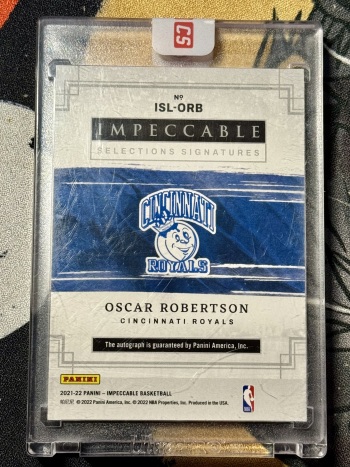 CS
Nº
ISL-ORB
IMPECCABLE
SELECTIONS SIGNATURES
CINCINNATI
ROYALS
OSCAR ROBERTSON
CINCINNATI ROYALS
The autograph is guaranteed by Panini America, Inc.
PANINI
2021-22 PANINI – IMPECCABLE BASKETBALL
© 2022 Panini America, Inc. © 2022 NBA Properties, Inc. Produced in the USA.
NBA